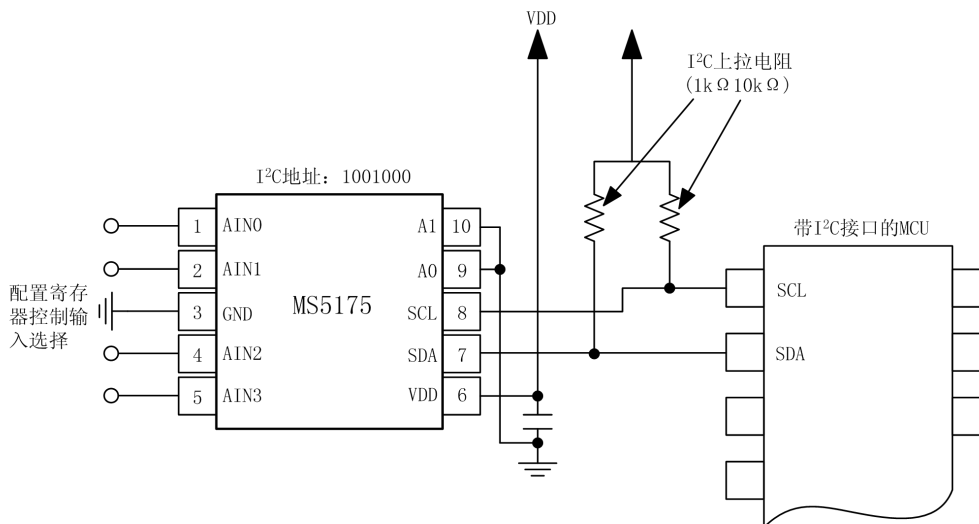 VDD
I²C上拉电阻
(1kΩ10kΩ)
I²C地址: 1001000
带I²C接口的MCU
1 AIN0
A1 10
2 AIN1
A0 9
配置寄存
器控制输
入选择
3 GND
MS5175
SCL 8
4 AIN2
SDA 7
5 AIN3
VDD 6
SCL
SDA